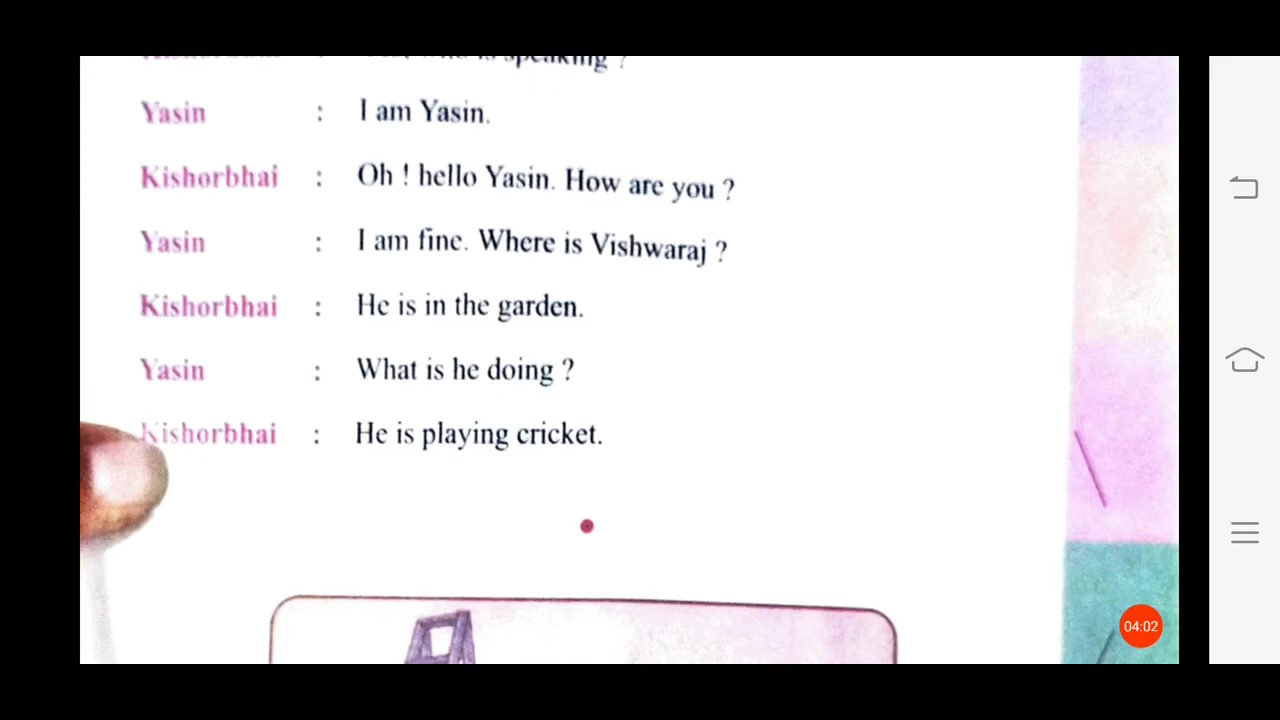 speaking ?
Yasin : I am Yasin.
Kishorbhai : Oh ! hello Yasin. How are you ?
Yasin : I am fine. Where is Vishwaraj ?
Kishorbhai : He is in the garden.
Yasin : What is he doing ?
Kishorbhai : He is playing cricket.
04:02